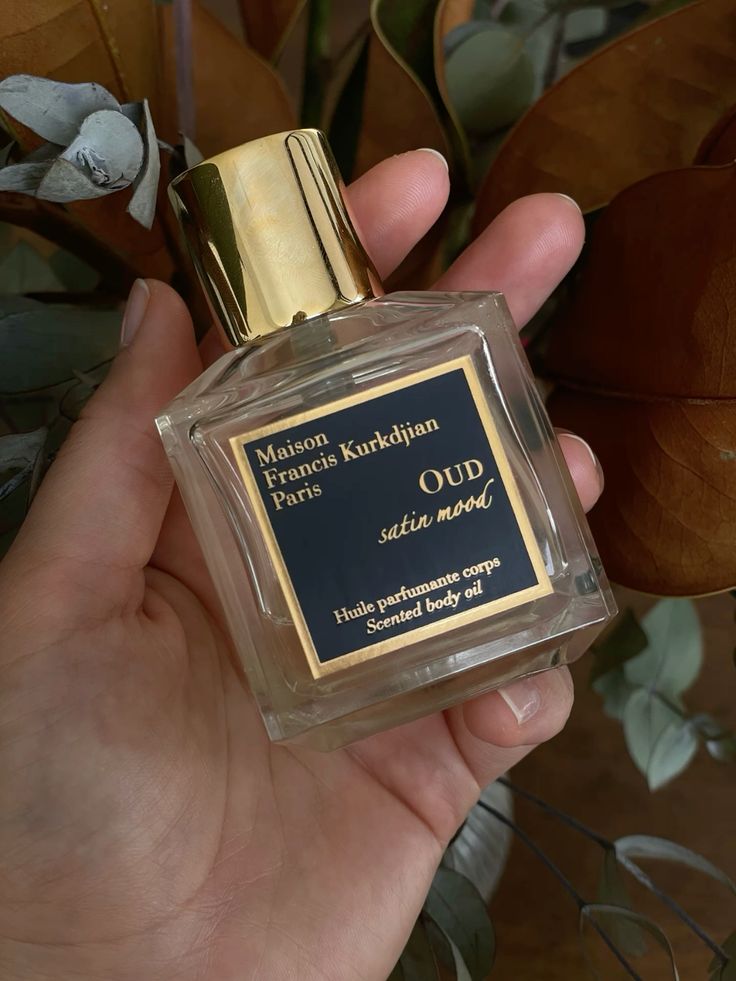 Maison
Francis Kurkdjian
Paris
OUD
satin mood
Huile parfumante corps
Scented body oil